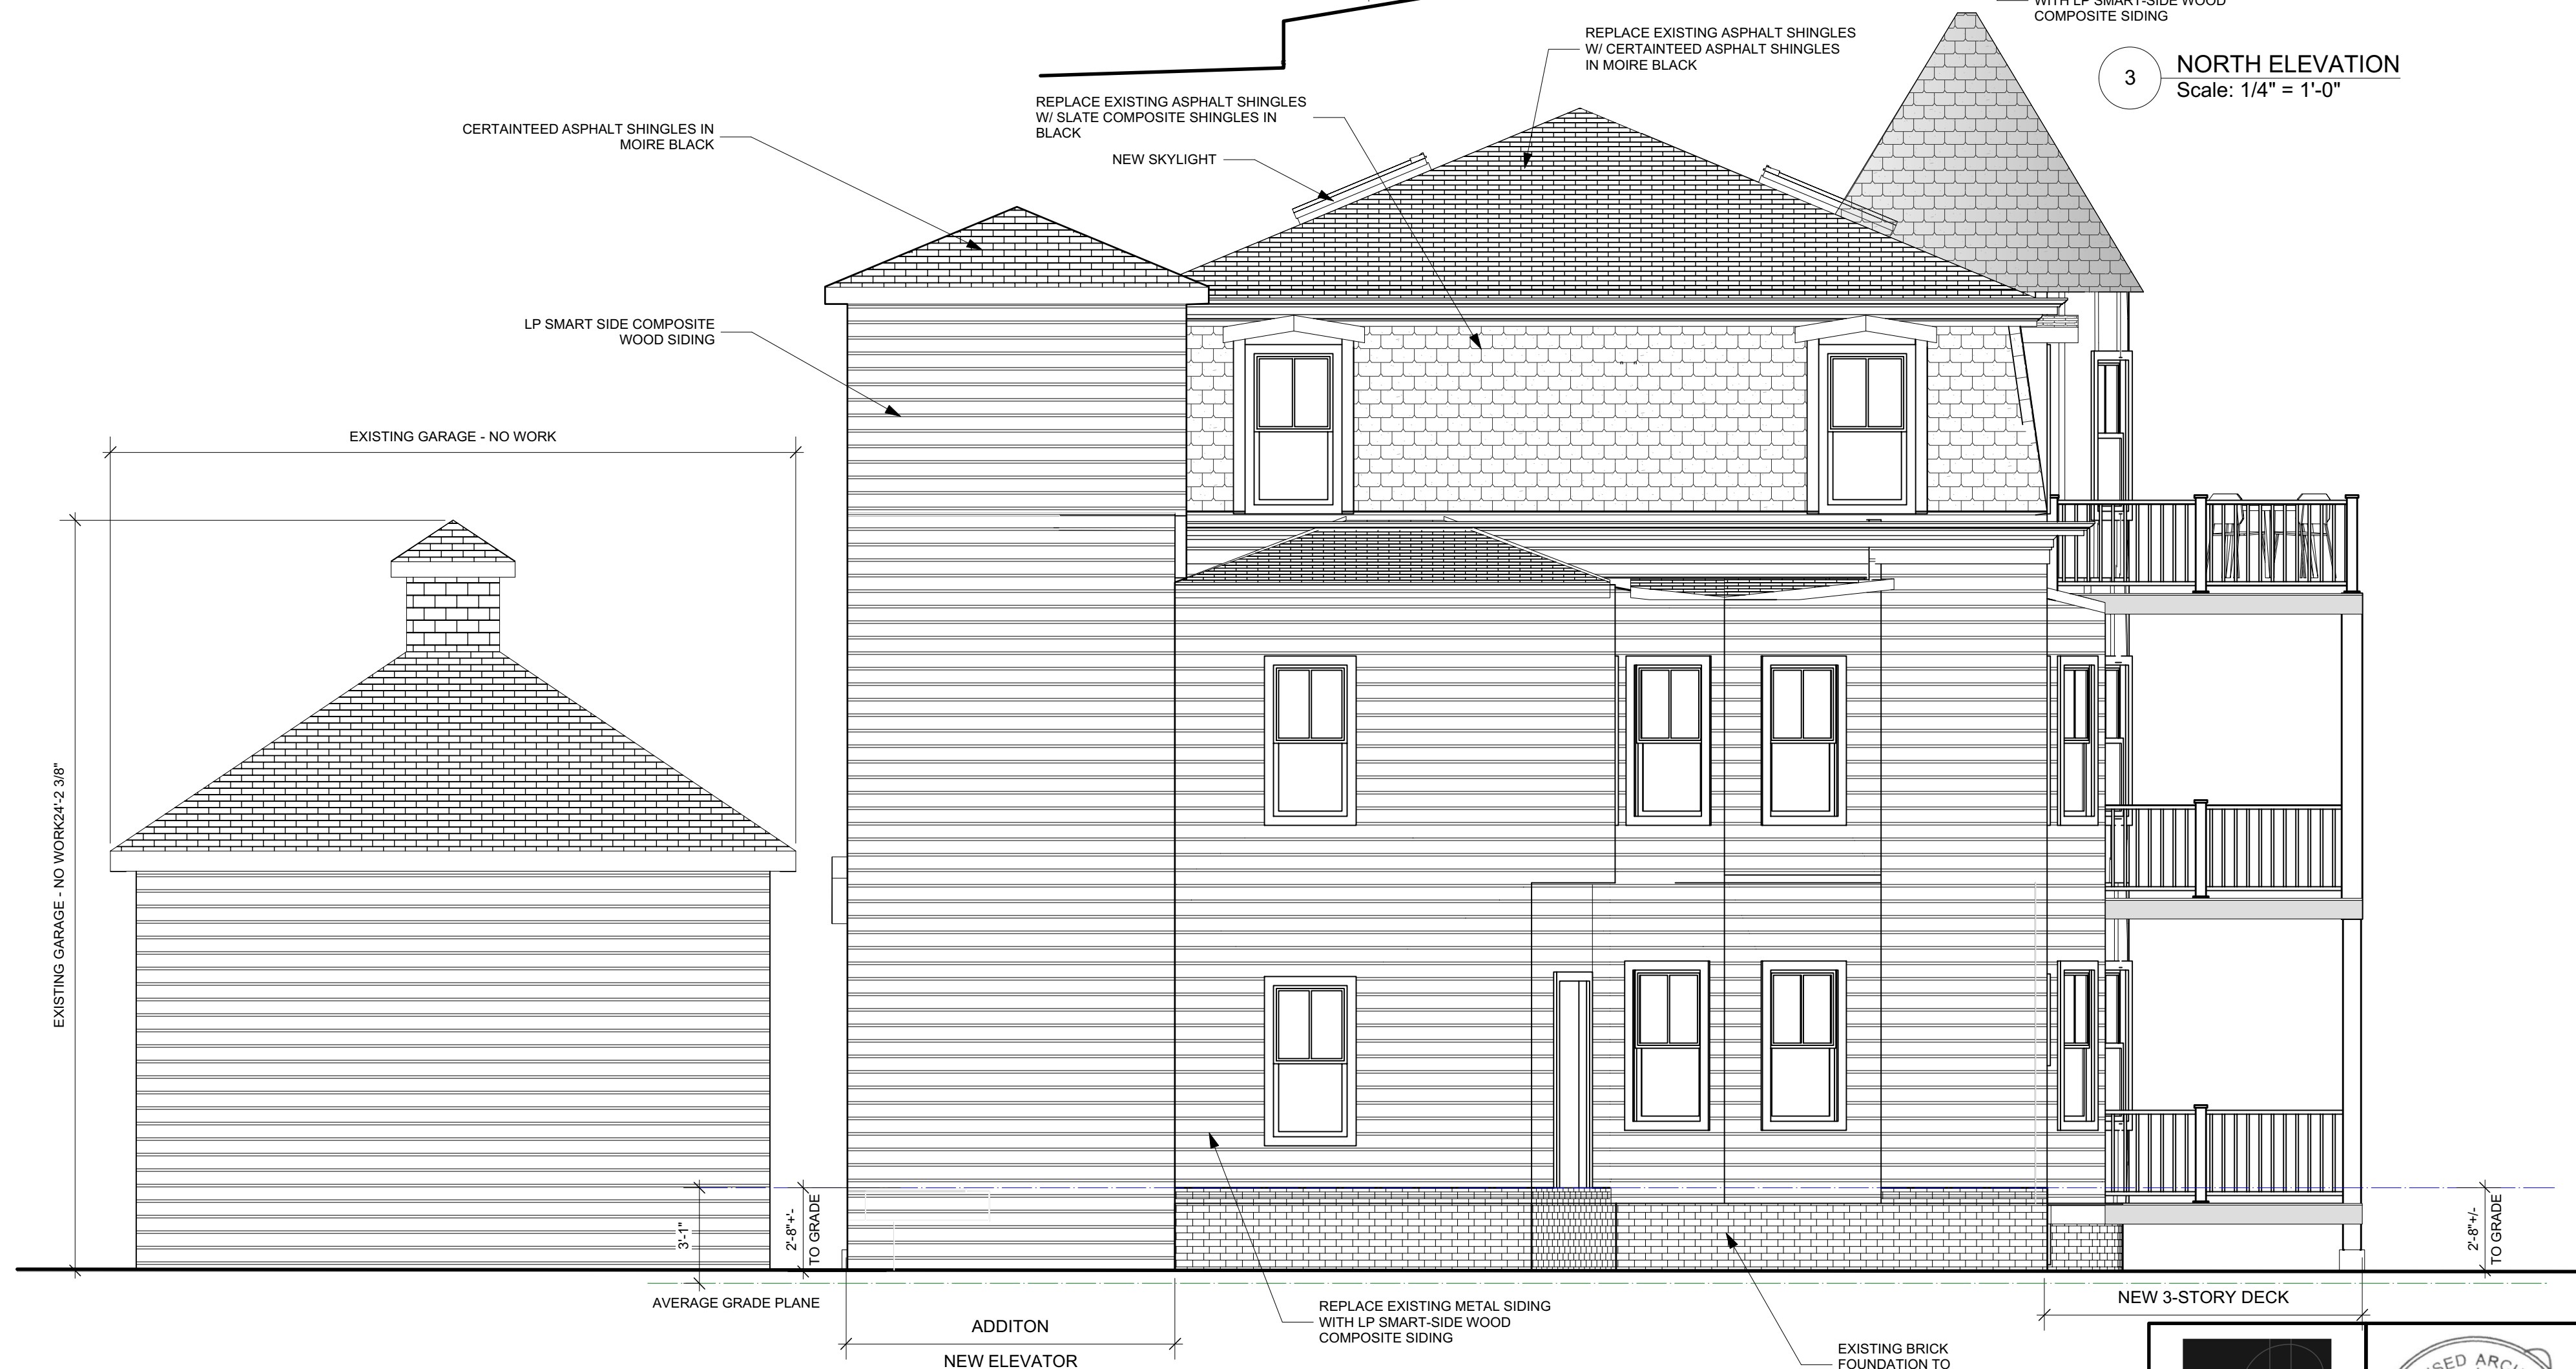 WITH LP SMART-SIDE WOOD
COMPOSITE SIDING
3
NORTH ELEVATION
Scale: 1/4" = 1'-0"
REPLACE EXISTING ASPHALT SHINGLES
W/ CERTAINTEED ASPHALT SHINGLES
IN MOIRE BLACK
REPLACE EXISTING ASPHALT SHINGLES
W/ SLATE COMPOSITE SHINGLES IN
BLACK
NEW SKYLIGHT
CERTAINTEED ASPHALT SHINGLES IN
MOIRE BLACK
LP SMART SIDE COMPOSITE
WOOD SIDING
EXISTING GARAGE - NO WORK
EXISTING GARAGE - NO WORK24'-2 3/8"
3'-1"
2'-8"+'-
TO GRADE
2'-8"+/-
TO GRADE
AVERAGE GRADE PLANE
ADDITON
NEW ELEVATOR
REPLACE EXISTING METAL SIDING
WITH LP SMART-SIDE WOOD
COMPOSITE SIDING
EXISTING BRICK
FOUNDATION TO
NEW 3-STORY DECK